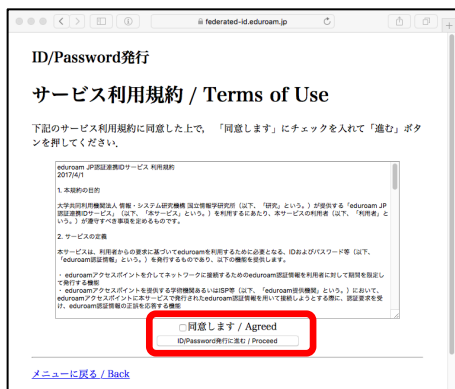 federated-id.eduroam.jp
ID/Password発行
サービス利用規約 / Terms of Use
下記のサービス利用規約に同意した上で, 「同意します」にチェックを入れて「進む」ボタ
ンを押してください.
eduroam JP認証連携IDサービス 利用規約
2017/4/1
1. 本規約の目的
大学共同利用機関法人 情報・システム研究機構 国立情報学研究所（以下、「研究」という。）が提供する「eduroam JP
認証連携IDサービス」（以下、「本サービス」という。）を利用するにあたり、本サービスの利用者（以下、「利用者」と
いう。）が遵守すべき事項を定めるものです。
2. サービスの定義
本サービスは、利用者からの要求に基づいてeduroamを利用するために必要となる、IDおよびパスワード等（以下、
「eduroam認証情報」という。）を発行するものであり、以下の機能を提供します。
・ eduroamアクセスポイントを介してネットワークに接続するためのeduroam認証情報を利用者に対して期間を限定し
て発行する機能
・ eduroamアクセスポイントを提供する学術機関あるいはISP等（以下、「eduroam提供機関」という。）において、
eduroamアクセスポイントに本サービスで発行されたeduroam認証情報を用いて接続しようとする際に、認証要求を受
け、eduroam認証情報の正誤を応答する機能
同意します / Agreed
ID/Password発行に進む / Proceed
メニューに戻る / Back